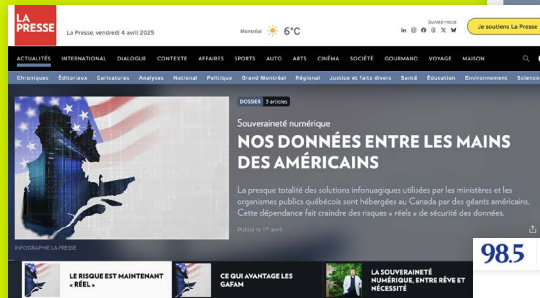 LA
PRESSE
La Presse, vendredi 4 avril 2025
Montréal 6°C
Suivez-nous
Je soutiens La Presse
ACTUALITÉS INTERNATIONAL DIALOGUE CONTEXTE AFFAIRES SPORTS AUTO ARTS CINÉMA SOCIÉTÉ GOURMAND VOYAGE MAISON
Chroniques Éditoriaux Caricatures Analyses National Politique Grand Montréal Régional Justice et faits divers Santé Éducation Environnement Sciences
DOSSIER 3 articles
Souveraineté numérique
NOS DONNÉES ENTRE LES MAINS
DES AMÉRICAINS
La presque totalité des solutions infonuagiques utilisées par les ministères et les
organismes publics québécois sont hébergées au Canada par des géants américains.
Cette dépendance fait craindre des risques « réels » de sécurité des données.
Publié le 1er avril
INFOGRAPHIE LA PRESSE
98.5
LE RISQUE EST MAINTENANT
« RÉEL »
CE QUI AVANTAGE LES
GAFAM
LA SOUVERAINETÉ
NUMÉRIQUE, ENTRE RÊVE ET
NÉCESSITÉ